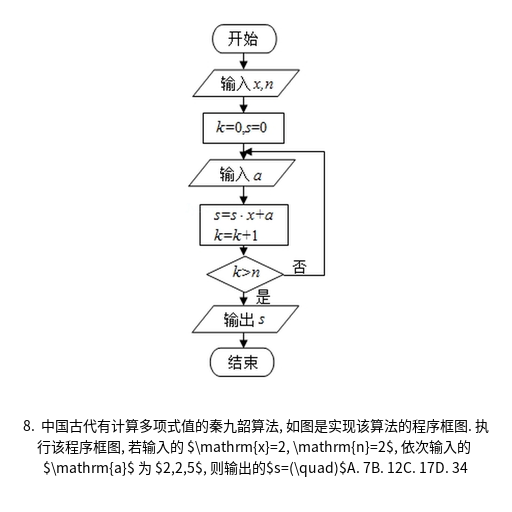 开始
输入x,n
k=0,s=0
输入a
s=s·x+a
k=k+1
k>n
否
是
输出s
结束
8. 中国古代有计算多项式值的秦九韶算法, 如图是实现该算法的程序框图. 执
行该程序框图, 若输入的 $\mathrm{x}=2, \mathrm{n}=2$, 依次输入的
$\mathrm{a}$ 为 $2,2,5$, 则输出的$s=(\quad)$A. 7B. 12C. 17D. 34